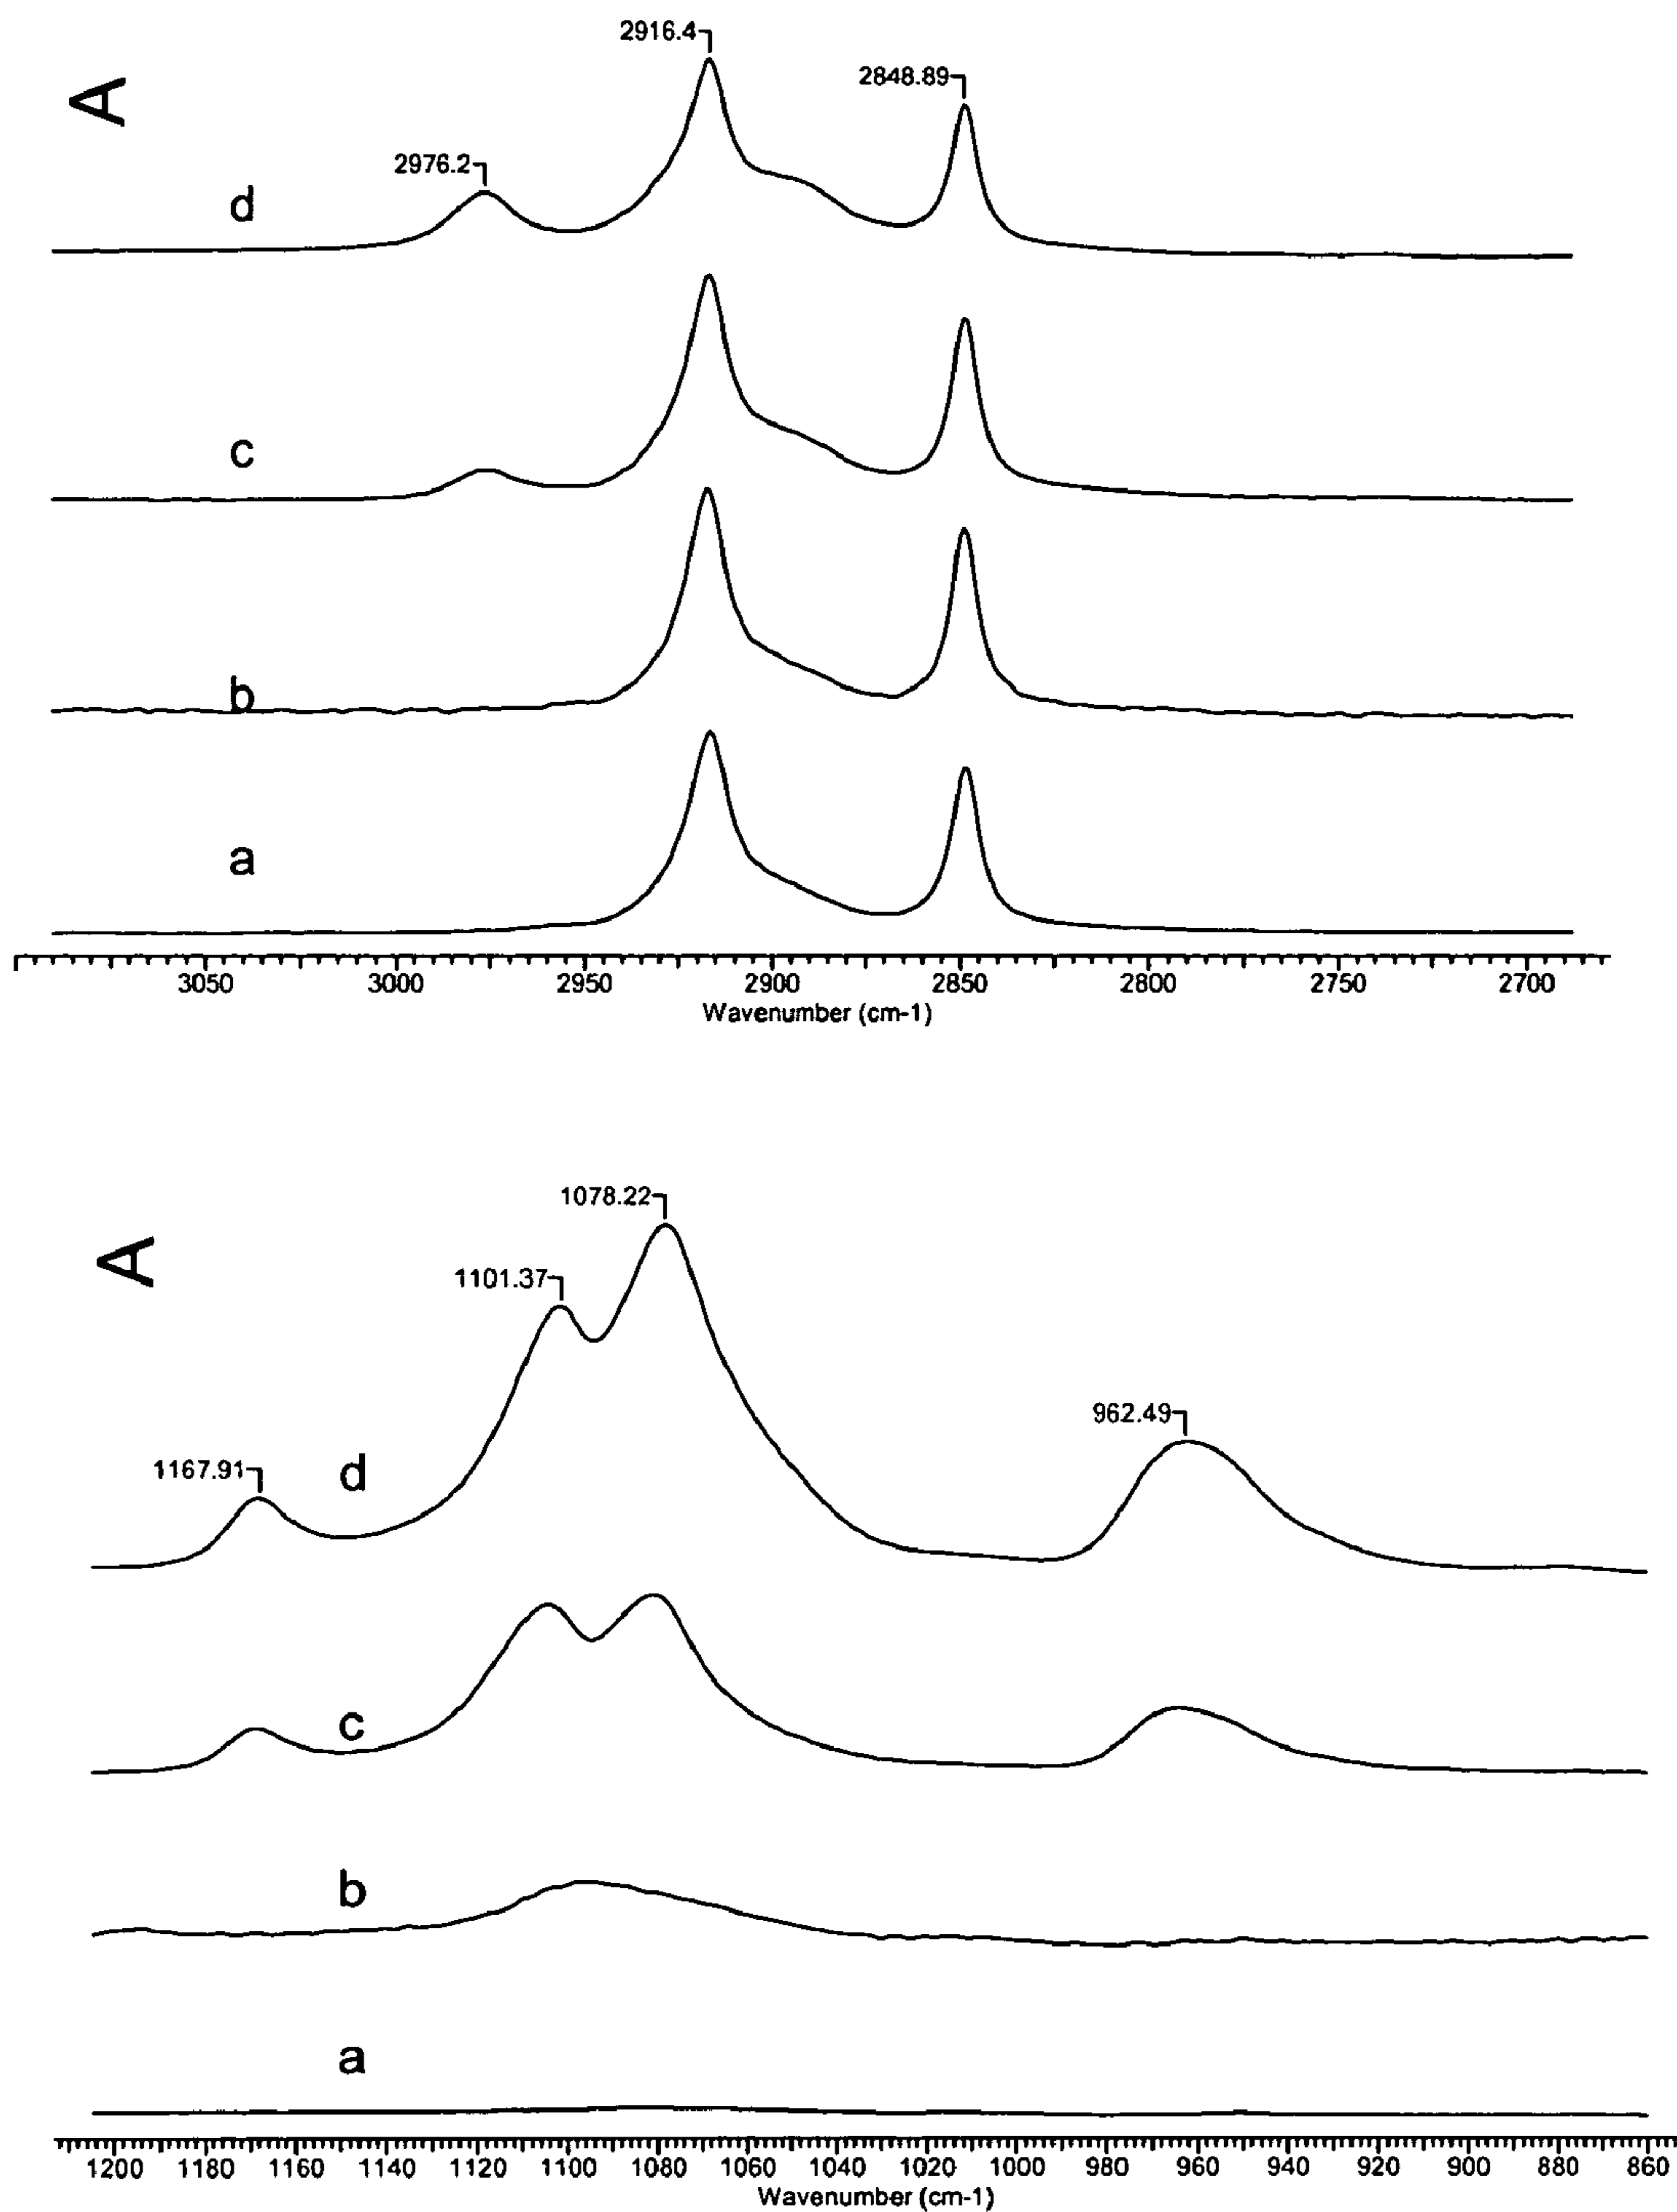 2916.4
2848.89
A
2976.2
d
c
b
a
3050 3000 2950 2900 2850 2800 2750 2700
Wavenumber (cm-1)
1078.22
A
1101.37
962.49
1167.91
d
c
b
a
1200 1180 1160 1140 1120 1100 1080 1060 1040 1020 1000 980 960 940 920 900 880 860
Wavenumber (cm-1)